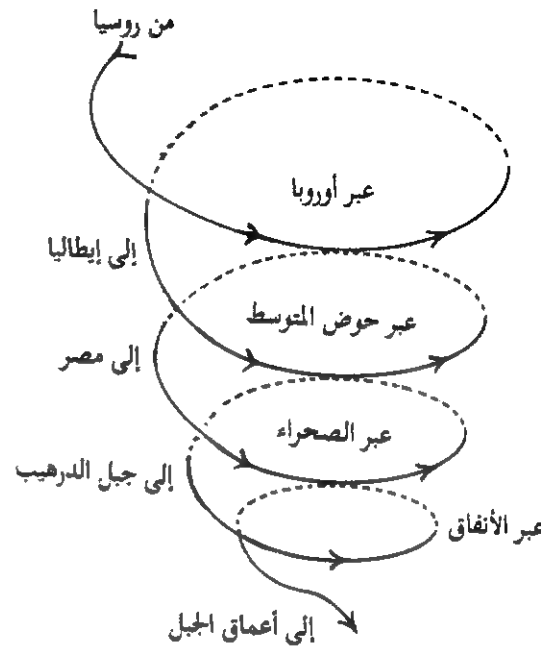 من روسيا
عبر أوروبا
إلى إيطاليا
عبر حوض المتوسط
إلى مصر
عبر الصحراء
إلى جبل الدرهيب
عبر الأنفاق
إلى أعماق الجبل